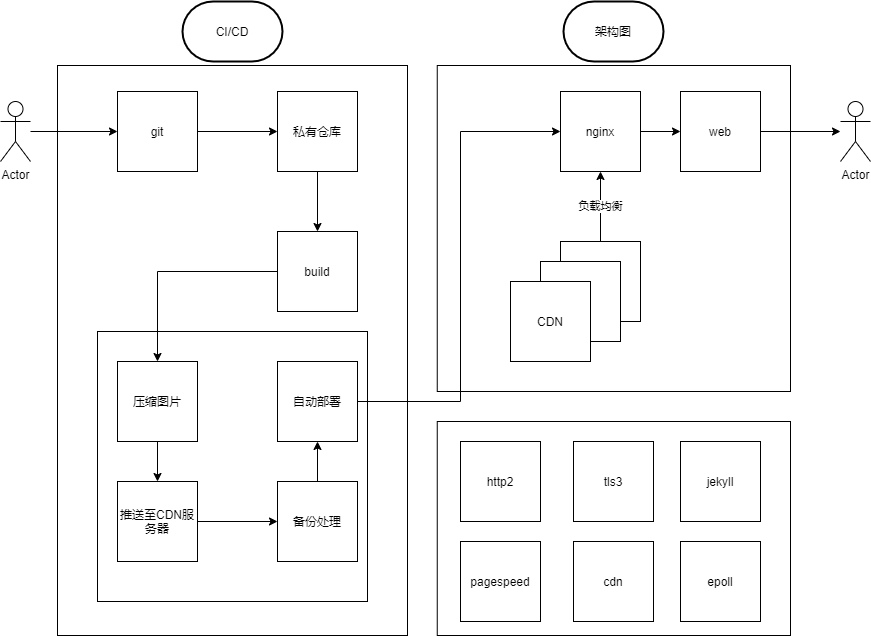 CI/CD
架构图
Actor
git
私有仓库
build
压缩图片
自动部署
推送至CDN服
务器
备份处理
nginx
web
负载均衡
CDN
Actor
http2
tls3
jekyll
pagespeed
cdn
epoll